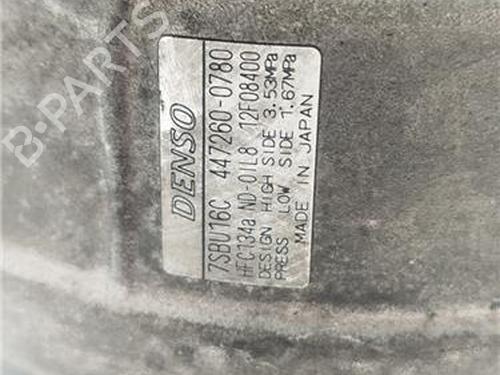 DENSO
7SBU16C 447260-0780
HFC134a ND-OIL8 12F08400
DESIGN HIGH SIDE 3.53MPa
PRESS LOW SIDE 1.67MPa
MADE IN JAPAN
B-PARTS